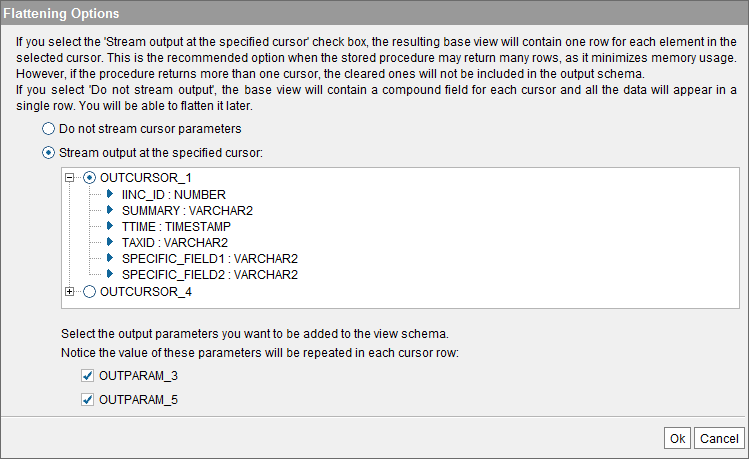 Flattening Options
If you select the 'Stream output at the specified cursor' check box, the resulting base view will contain one row for each element in the
selected cursor. This is the recommended option when the stored procedure may return many rows, as it minimizes memory usage.
However, if the procedure returns more than one cursor, the cleared ones will not be included in the output schema.
If you select 'Do not stream output', the base view will contain a compound field for each cursor and all the data will appear in a
single row. You will be able to flatten it later.
Do not stream cursor parameters
Stream output at the specified cursor:
OUTCURSOR_1
IINC_ID : NUMBER
SUMMARY : VARCHAR2
TTIME : TIMESTAMP
TAXID : VARCHAR2
SPECIFIC_FIELD1 : VARCHAR2
SPECIFIC_FIELD2 : VARCHAR2
OUTCURSOR_4
Select the output parameters you want to be added to the view schema.
Notice the value of these parameters will be repeated in each cursor row:
OUTPARAM_3
OUTPARAM_5
Ok Cancel